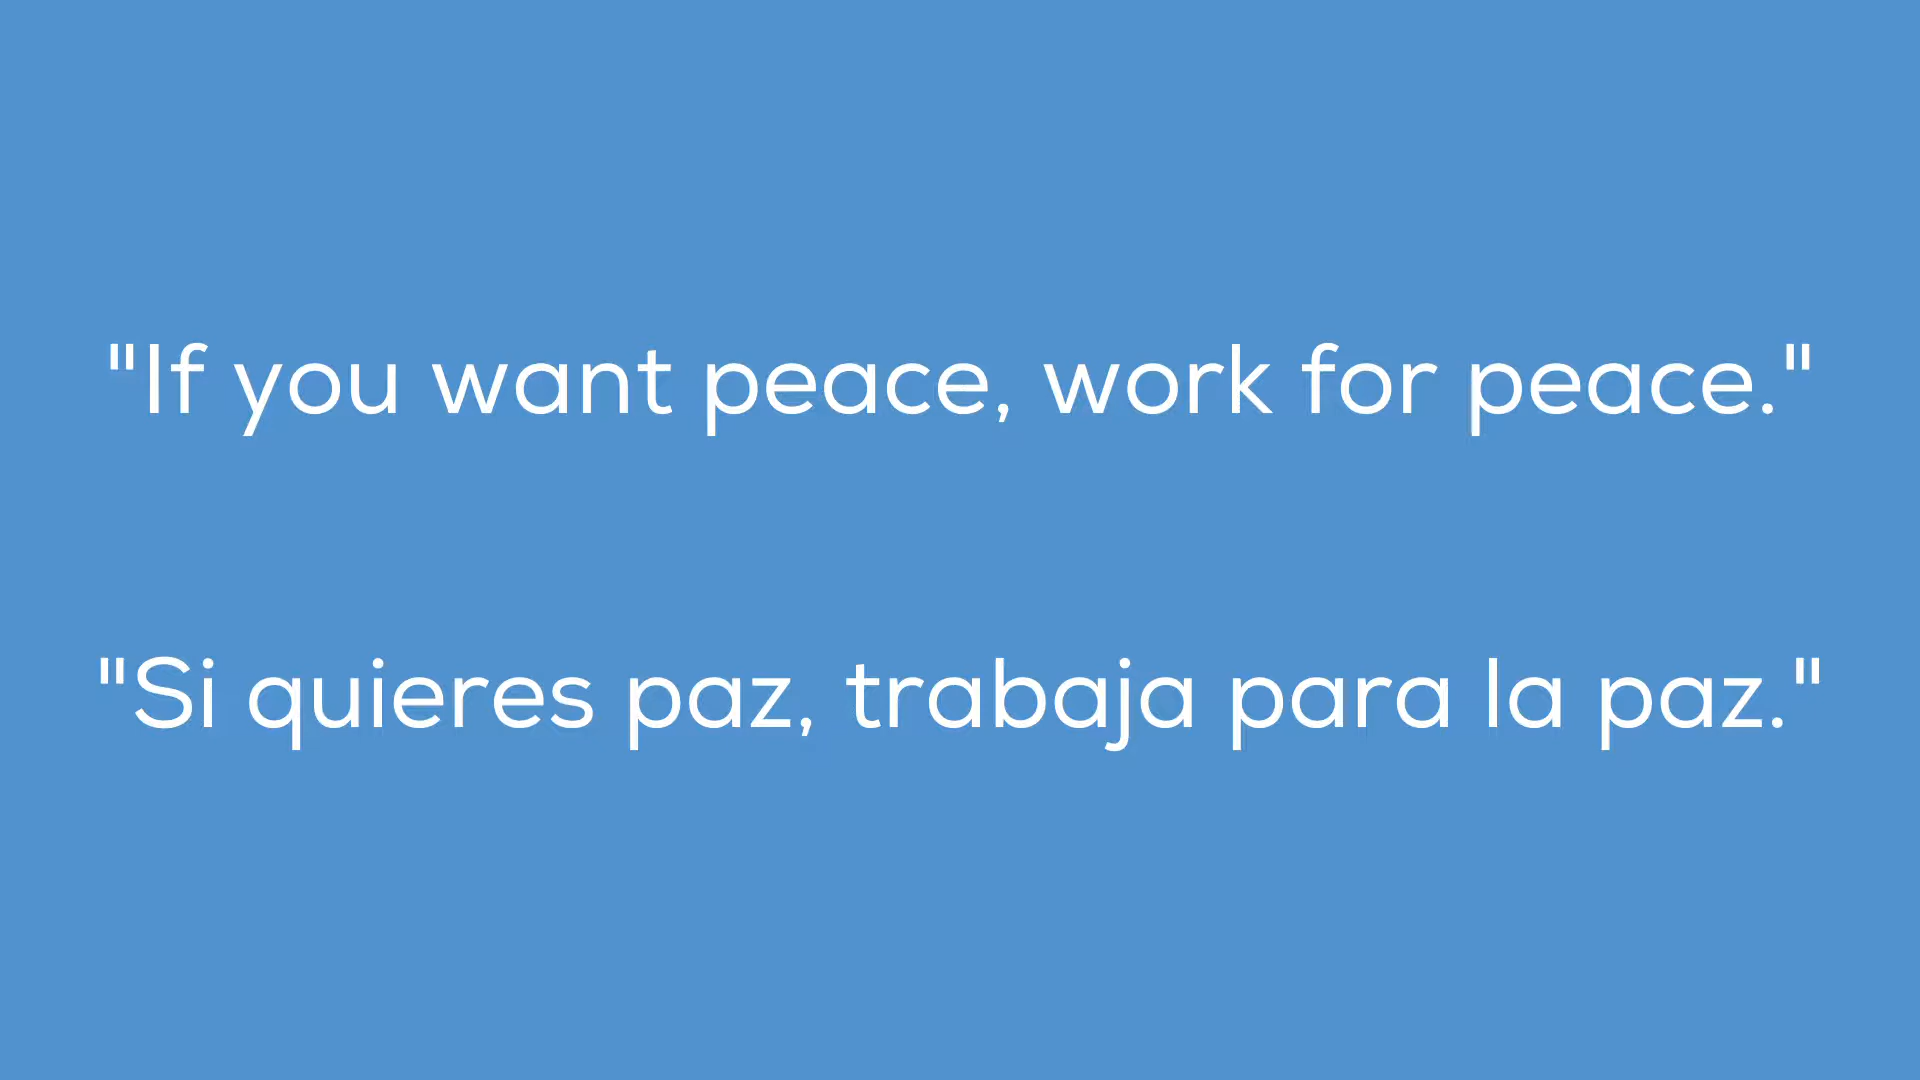 "If you want peace, work for peace."
"Si quieres paz, trabaja para la paz."